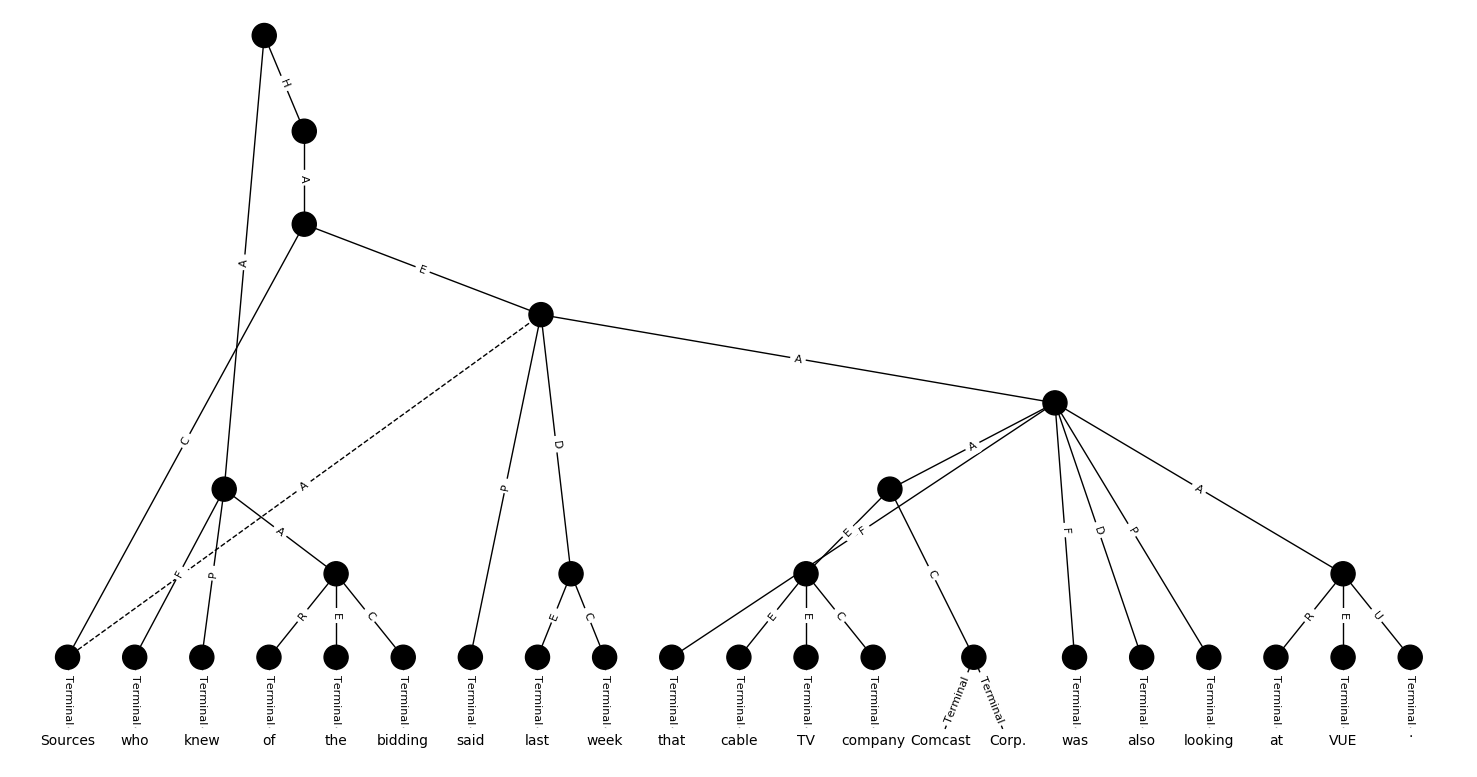 H
A
A
E
A
C
A
D
P
A
A
A
F
P
A
E
F
F
D
P
C
R
E
C
E
C
E
E
C
R
E
U
Terminal Terminal Terminal Terminal Terminal Terminal Terminal Terminal Terminal Terminal Terminal Terminal Terminal Terminal Terminal Terminal Terminal Terminal Terminal Terminal Terminal
Sources who knew of the bidding said last week that cable TV company Comcast Corp. was also looking at VUE .